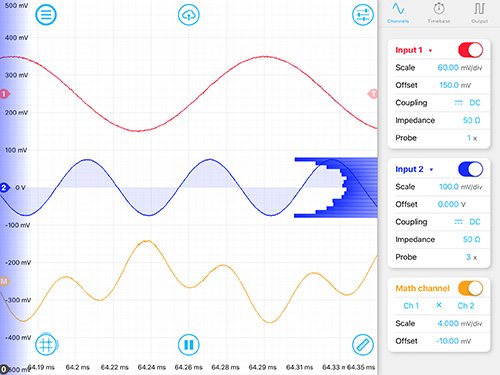 500 mV
400 mV
300 mV
200 mV
100 mV
0 V
-100 mV
-200 mV
-300 mV
-400 mV
1
T
2
M
0
64.19 ms
64.2 ms
64.22 ms
64.24 ms
64.26 ms
64.28 ms
64.29 ms
64.31 ms
64.33 m
64.35 ms
Channels
Timebase
Output
Input 1
Scale 60.00 mV/div
Offset 150.0 mV
Coupling DC
Impedance 50 Ω
Probe 1 x
Input 2
Scale 100.0 mV/div
Offset 0.000 V
Coupling DC
Impedance 50 Ω
Probe 3 x
Math channel
Ch 1 × Ch 2
Scale 4.000 mV/div
Offset -10.00 mV